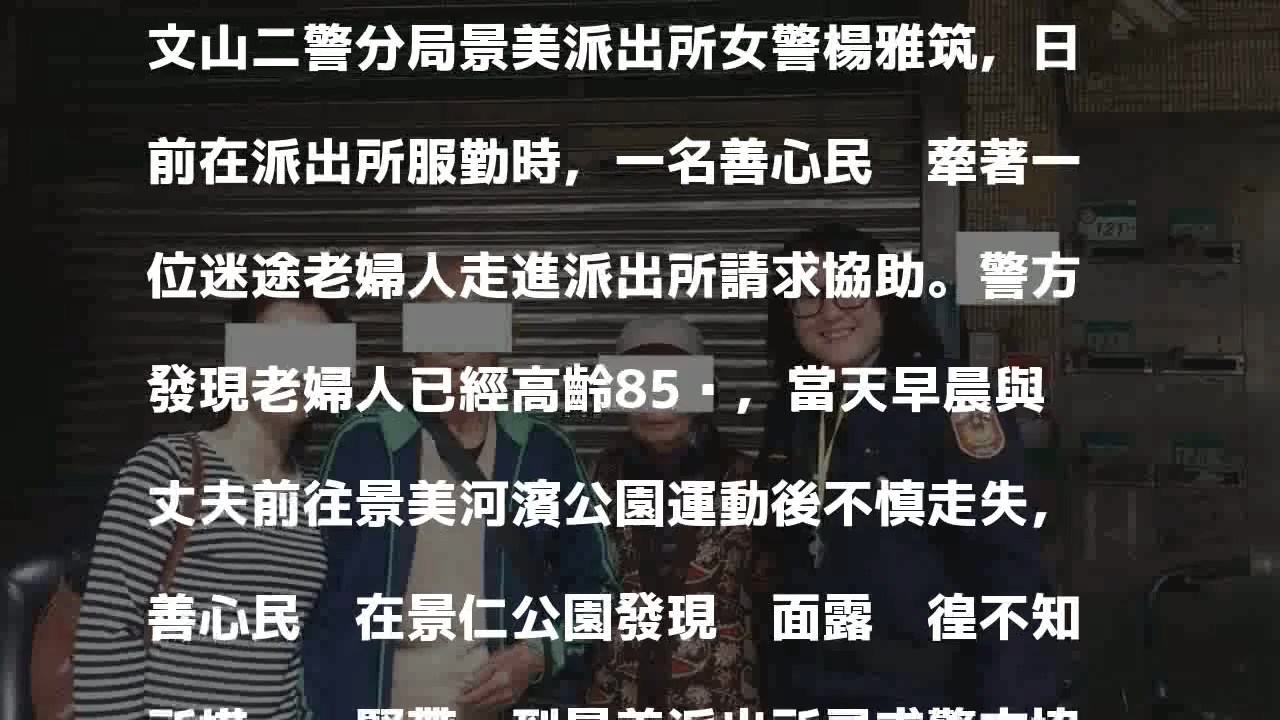 文山二警分局景美派出所女警楊雅筑，日
前在派出所服勤時，一名善心民　牽著一
位迷途老婦人走進派出所請求協助。警方
發現老婦人已經高齡85・，當天早晨與
丈夫前往景美河濱公園運動後不慎走失，
善心民　在景仁公園發現　面露　徨不知
121